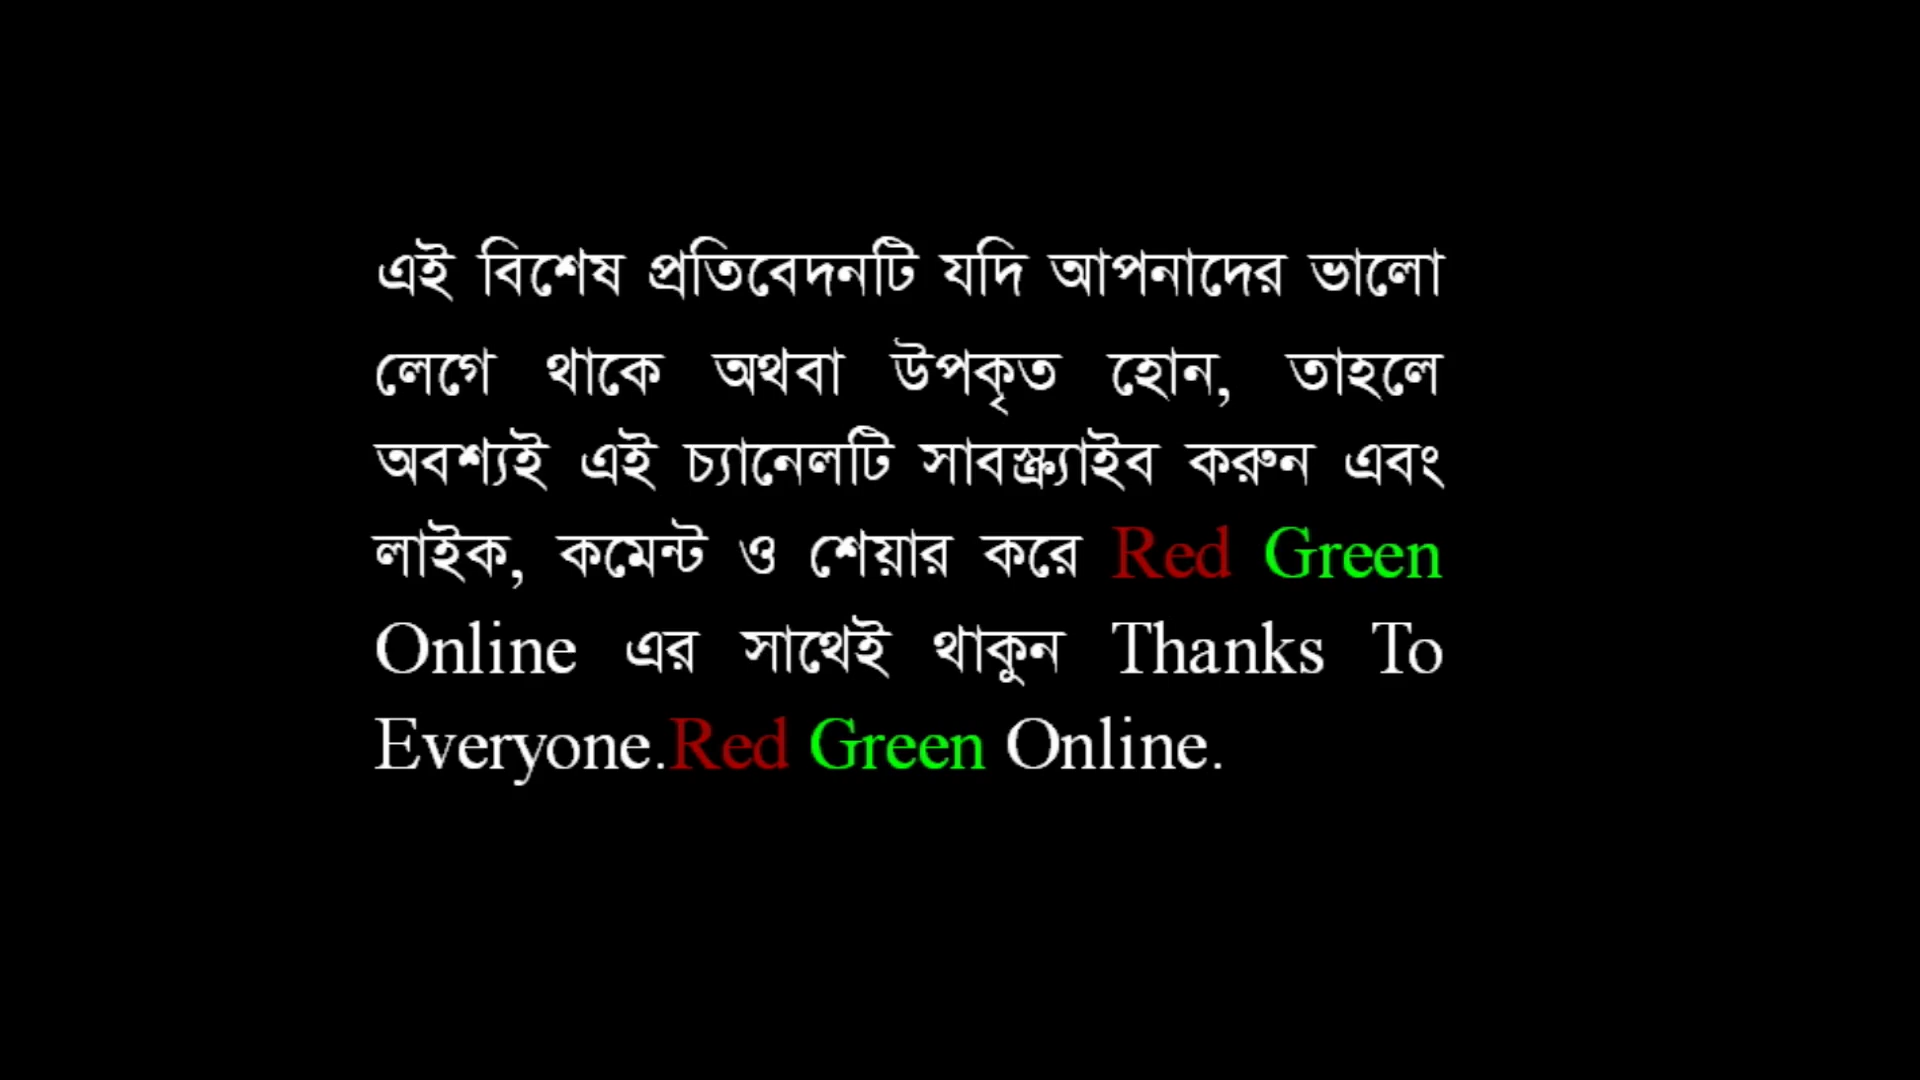 এই বিশেষ প্রতিবেদনটি যদি আপনাদের ভালো
লেগে থাকে অথবা উপকৃত হোন, তাহলে
অবশ্যই এই চ্যানেলটি সাবস্ক্র্যাইব করুন এবং
লাইক, কমেন্ট ও শেয়ার করে Red Green
Online এর সাথেই থাকুন Thanks To
Everyone.Red Green Online.